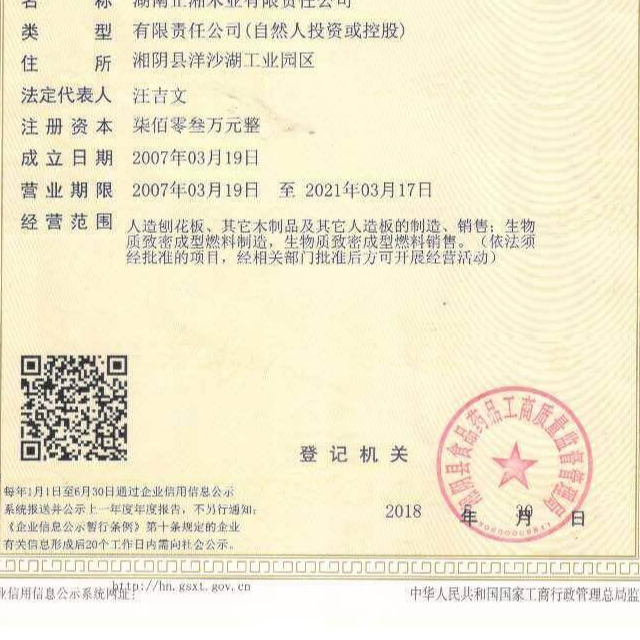 名 称 湖南正湘木业有限责任公司
类 型 有限责任公司(自然人投资或控股)
住 所 湘阴县洋沙湖工业园区
法定代表人 汪吉文
注册资本 柒佰零叁万元整
成立日期 2007年03月19日
营业期限 2007年03月19日 至 2021年03月17日
经营范围 人造刨花板、其它木制品及其它人造板的制造、销售；生物
质致密成型燃料制造，生物质致密成型燃料销售。（依法须
经批准的项目，经相关部门批准后方可开展经营活动）
登记机关
湘阴县食品药品工商质量监督管理局
2018 年 月 30 日
每年1月1日至6月30日通过企业信用信息公示
系统报送并公示上一年度年度报告，不另行通知；
《企业信息公示暂行条例》第十条规定的企业
有关信息形成后20个工作日内需向社会公示。
业信用信息公示系统网址： http://hn.gsxt.gov.cn
中华人民共和国国家工商行政管理总局监